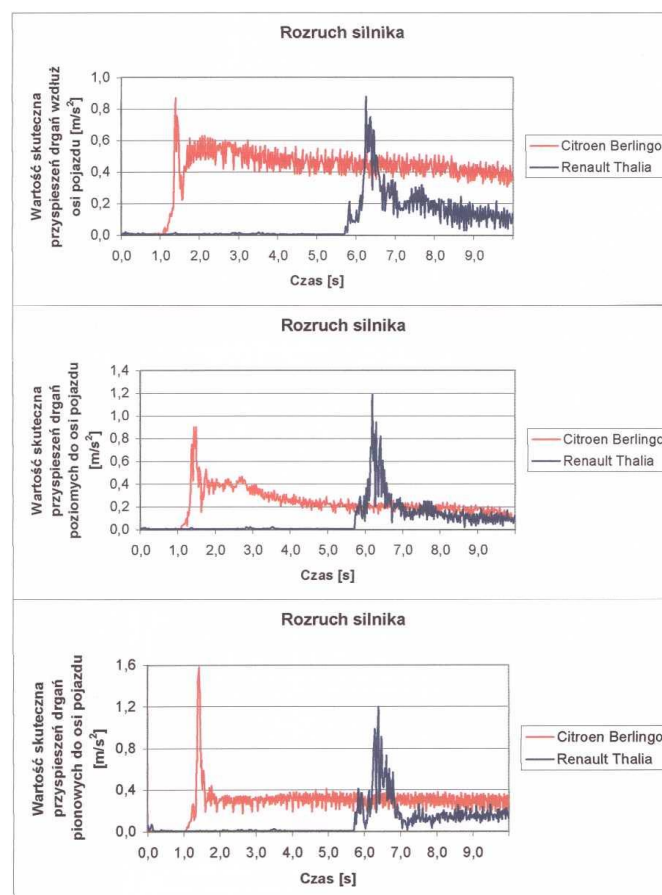 Rozruch silnika
Wartość skuteczna
przyspieszeń drgań wzdłuż
osi pojazdu [m/s²]
1,0
0,8
0,6
0,4
0,2
0,0
0,0 1,0 2,0 3,0 4,0 5,0 6,0 7,0 8,0 9,0
Czas [s]
Citroen Berlingo
Renault Thalia
Rozruch silnika
Wartość skuteczna
przyspieszeń drgań
poziomych do osi pojazdu
[m/s²]
1,4
1,2
1,0
0,8
0,6
0,4
0,2
0,0
0,0 1,0 2,0 3,0 4,0 5,0 6,0 7,0 8,0 9,0
Czas [s]
Citroen Berlingo
Renault Thalia
Rozruch silnika
Wartość skuteczna
przyspieszeń drgań
pionowych do osi pojazdu
[m/s²]
1,6
1,2
0,8
0,4
0,0
0,0 1,0 2,0 3,0 4,0 5,0 6,0 7,0 8,0 9,0
Czas [s]
Citroen Berlingo
Renault Thalia